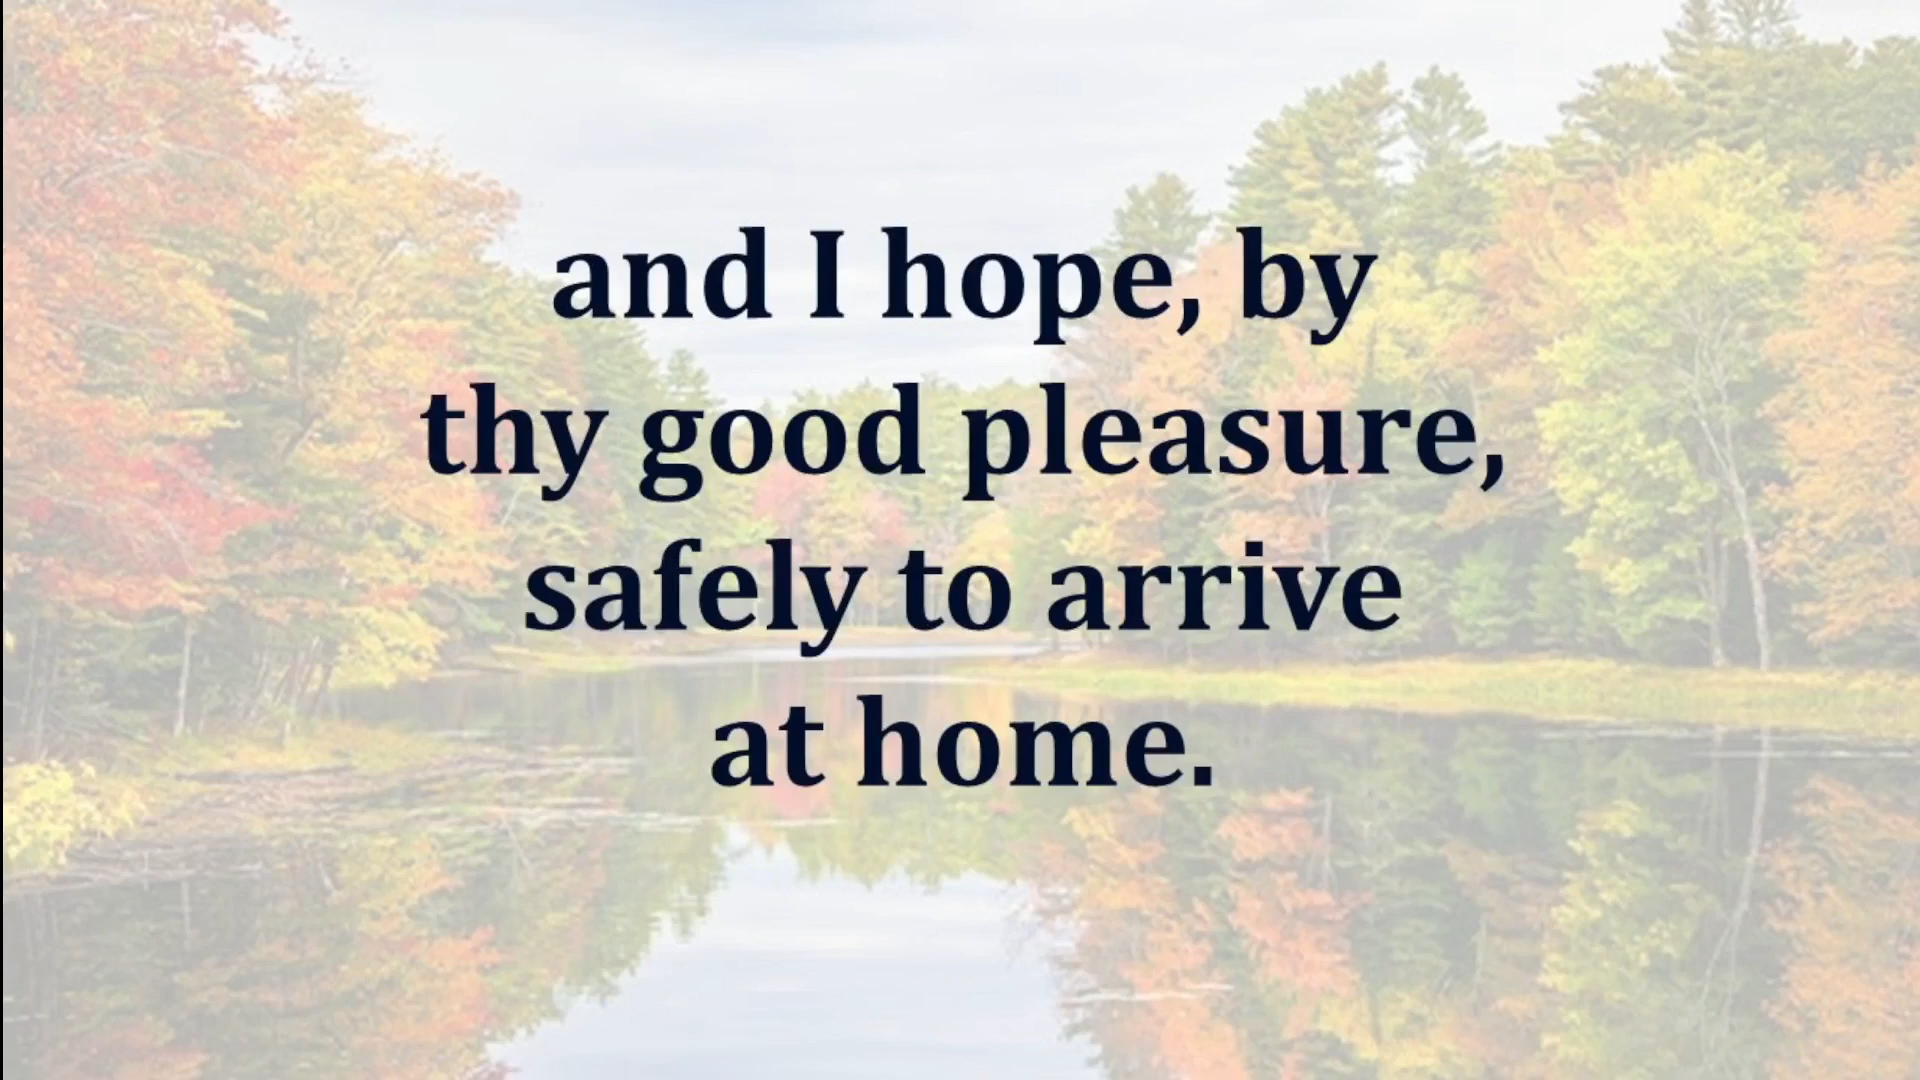 and I hope, by
thy good pleasure,
safely to arrive
at home.